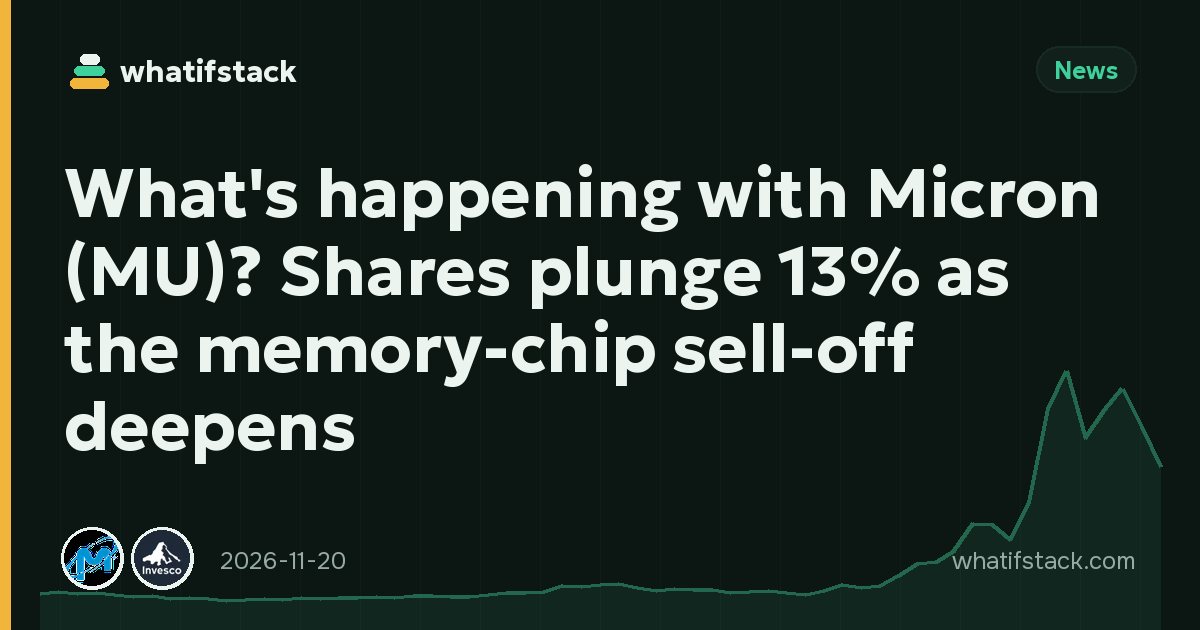 whatifstack
News
What's happening with Micron
(MU)? Shares plunge 13% as
the memory-chip sell-off
deepens
Invesco
2026-11-20
whatifstack.com